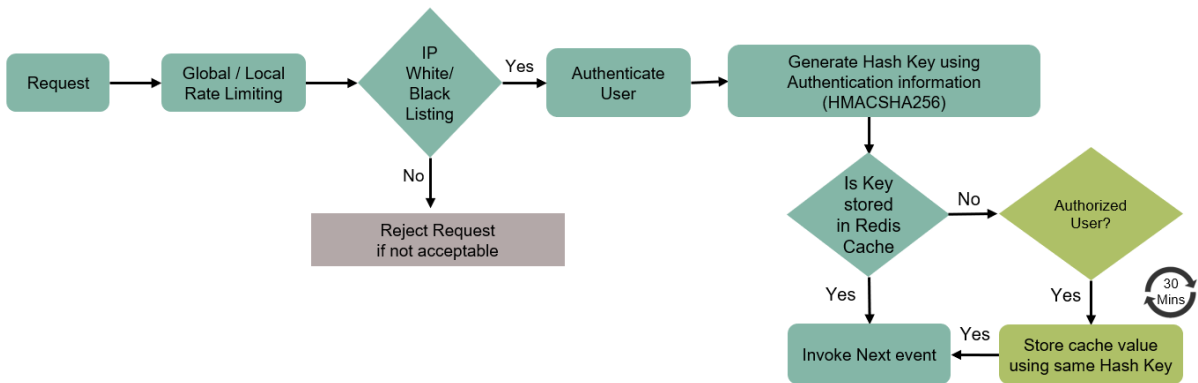 Request
Global / Local
Rate Limiting
IP
White/
Black
Listing
Yes
Authenticate
User
Generate Hash Key using
Authentication information
(HMACSHA256)
No
Reject Request
if not acceptable
Is Key
stored
in Redis
Cache
No
Authorized
User?
Yes
Yes
30
Mins
Invoke Next event
Yes
Store cache value
using same Hash Key